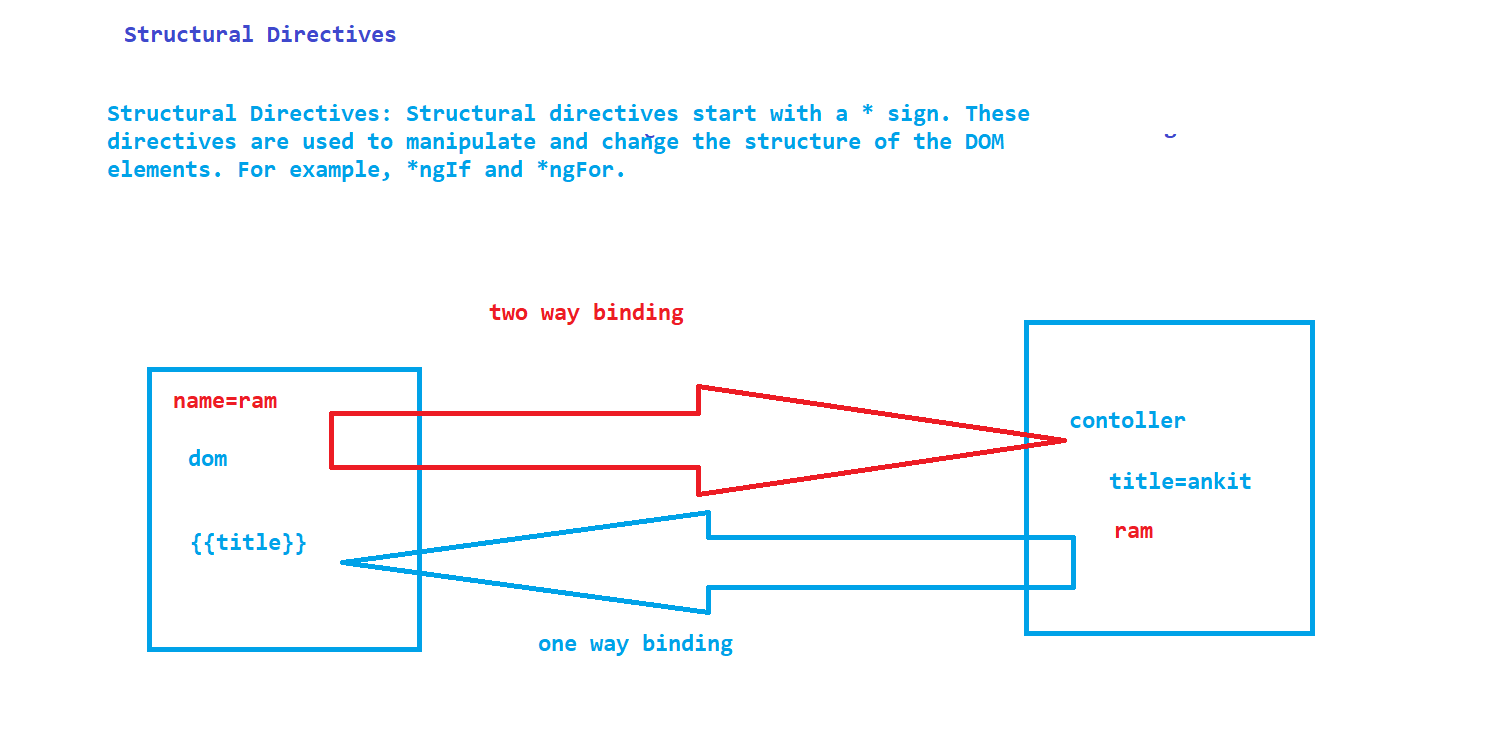 Structural Directives
Structural Directives: Structural directives start with a * sign. These
directives are used to manipulate and change the structure of the DOM
elements. For example, *ngIf and *ngFor.
two way binding
name=ram
dom
{{title}}
contoller
title=ankit
ram
one way binding